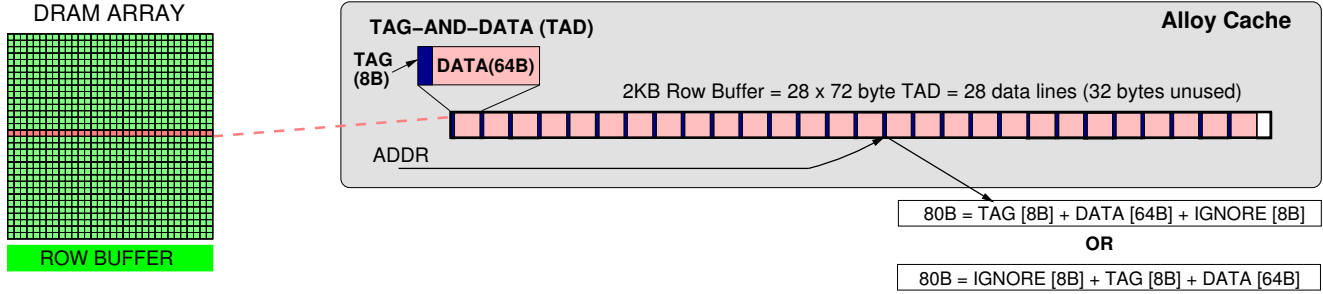 DRAM ARRAY
ROW BUFFER
Alloy Cache
TAG−AND−DATA (TAD)
TAG
(8B)
DATA(64B)
2KB Row Buffer = 28 x 72 byte TAD = 28 data lines (32 bytes unused)
ADDR
80B = TAG [8B] + DATA [64B] + IGNORE [8B]
OR
80B = IGNORE [8B] + TAG [8B] + DATA [64B]